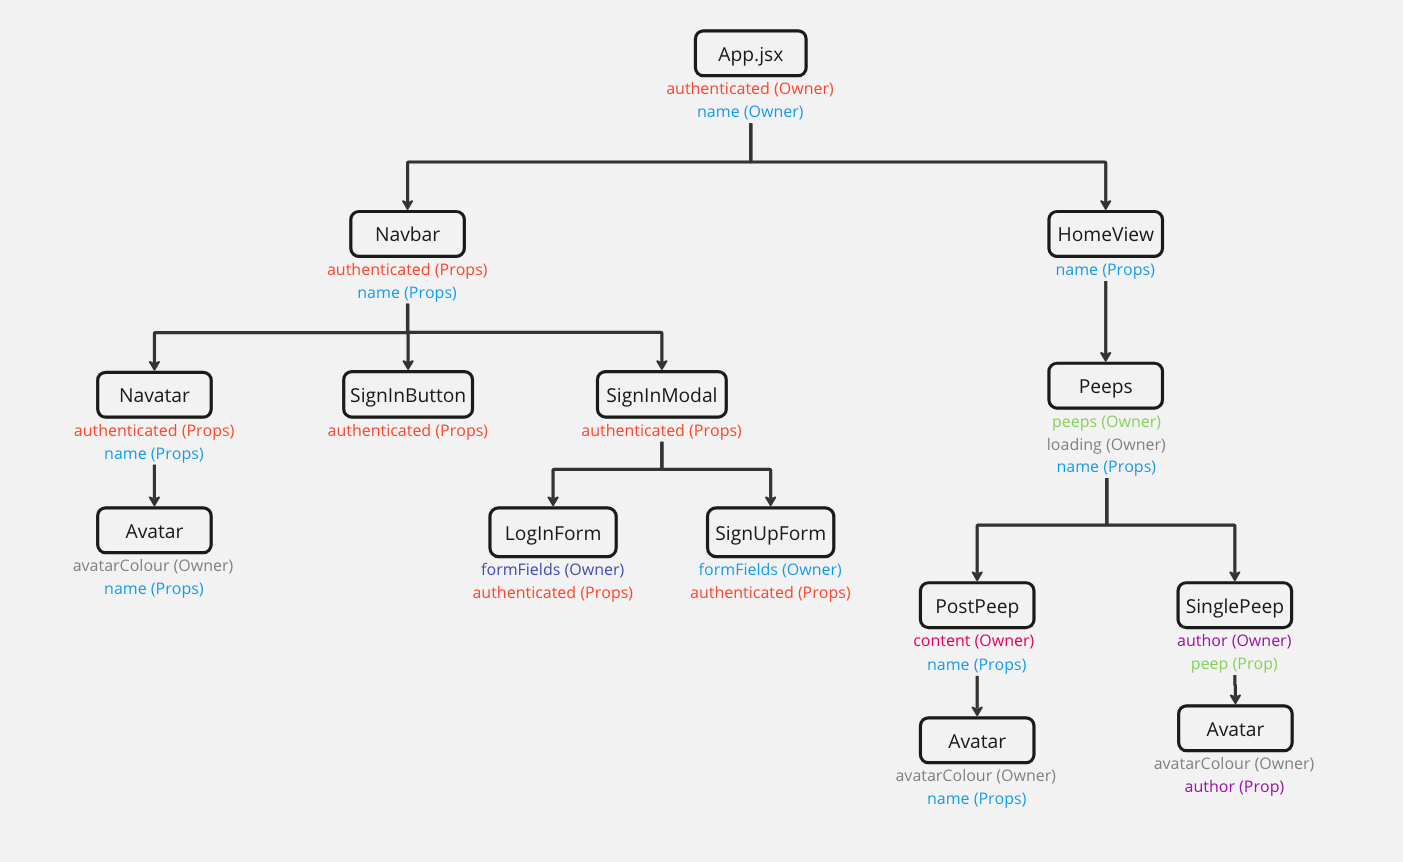 App.jsx
authenticated (Owner)
name (Owner)
Navbar
authenticated (Props)
name (Props)
HomeView
name (Props)
Navatar
authenticated (Props)
name (Props)
SignInButton
authenticated (Props)
SignInModal
authenticated (Props)
Peeps
peeps (Owner)
loading (Owner)
name (Props)
Avatar
avatarColour (Owner)
name (Props)
LogInForm
formFields (Owner)
authenticated (Props)
SignUpForm
formFields (Owner)
authenticated (Props)
PostPeep
content (Owner)
name (Props)
SinglePeep
author (Owner)
peep (Prop)
Avatar
avatarColour (Owner)
name (Props)
Avatar
avatarColour (Owner)
author (Prop)